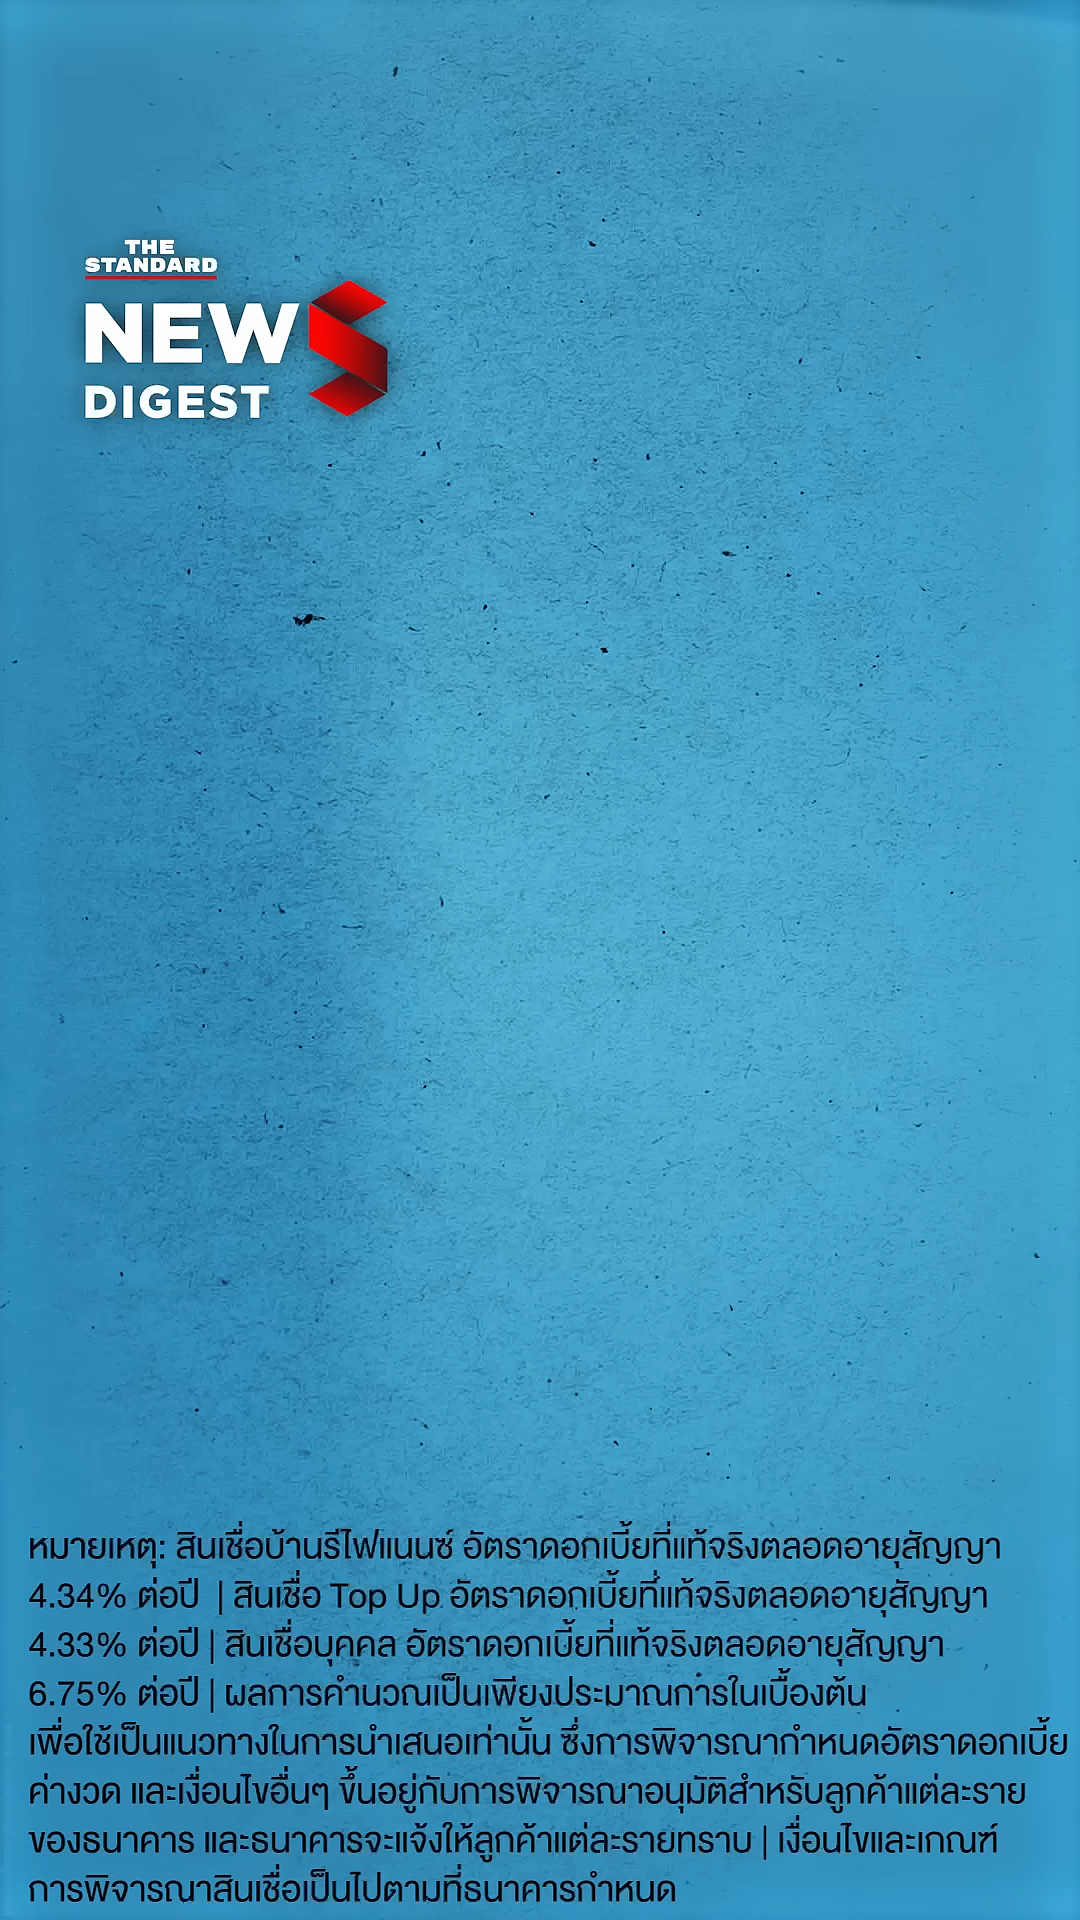 THE
STANDARD
NEWS
DIGEST
หมายเหตุ: สินเชื่อบ้านรีไฟแนนซ์ อัตราดอกเบี้ยที่แท้จริงตลอดอายุสัญญา
4.34% ต่อปี | สินเชื่อ Top Up อัตราดอกเบี้ยที่แท้จริงตลอดอายุสัญญา
4.33% ต่อปี | สินเชื่อบุคคล อัตราดอกเบี้ยที่แท้จริงตลอดอายุสัญญา
6.75% ต่อปี | ผลการคำนวณเป็นเพียงประมาณการในเบื้องต้น
เพื่อใช้เป็นแนวทางในการนำเสนอเท่านั้น ซึ่งการพิจารณากำหนดอัตราดอกเบี้ย
ค่างวด และเงื่อนไขอื่นๆ ขึ้นอยู่กับการพิจารณาอนุมัติสำหรับลูกค้าแต่ละราย
ของธนาคาร และธนาคารจะแจ้งให้ลูกค้าแต่ละรายทราบ | เงื่อนไขและเกณฑ์
การพิจารณาสินเชื่อเป็นไปตามที่ธนาคารกำหนด